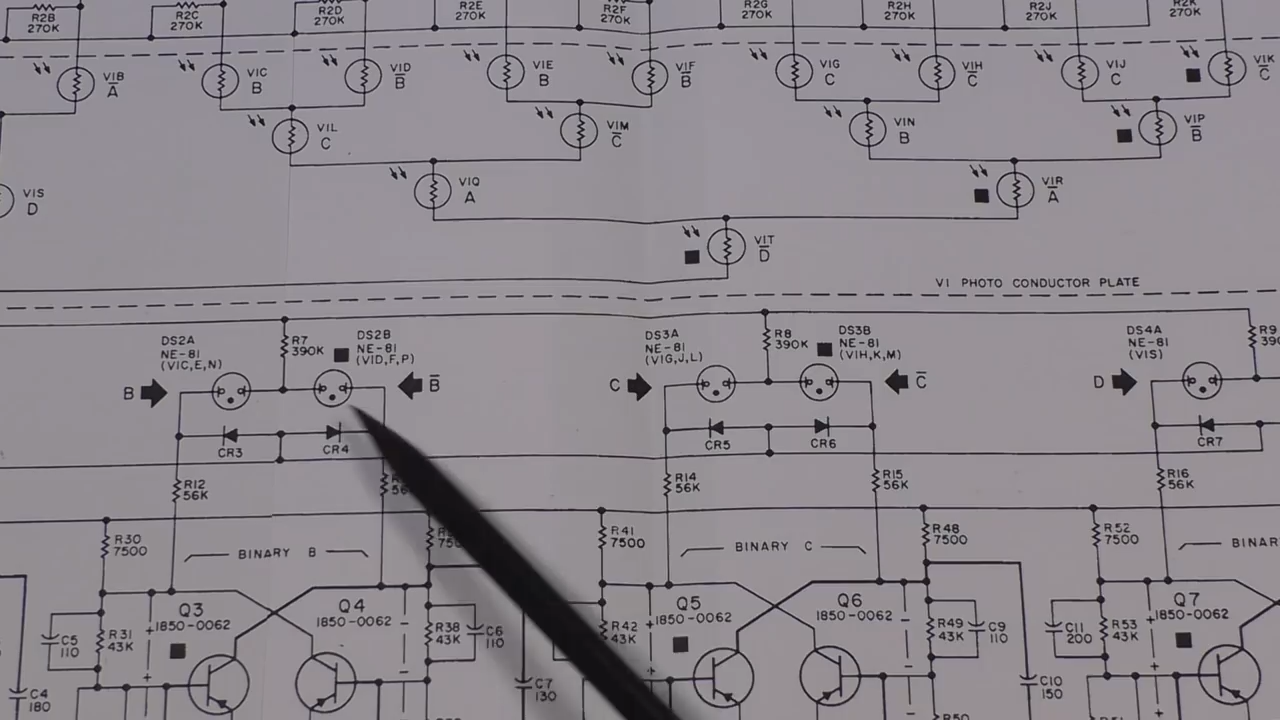 R2B
270K
R2C
270K
R2D
270K
R2E
270K
R2F
270K
R2G
270K
R2H
270K
R2J
270K
R2K
270K
V1B
A̅
V1C
B
V1D
B̅
V1E
B
V1F
B̅
V1G
C
V1H
C̅
V1J
C
V1K
C̅
V1L
C
V1M
C̅
V1N
B
V1P
B̅
V1S
D
V1Q
A
V1R
A̅
V1T
D̅
V1 PHOTO CONDUCTOR PLATE
DS2A
NE-81
(V1C,E,N)
R7
390K
DS2B
NE-81
(V1D,F,P)
DS3A
NE-81
(V1G,J,L)
R8
390K
DS3B
NE-81
(V1H,K,M)
DS4A
NE-81
(V1S)
R9
B
B̅
C
C̅
D
CR3
CR4
CR5
CR6
CR7
R12
56K
R14
56K
R15
56K
R16
56K
R30
7500
BINARY B
R41
7500
BINARY C
R48
7500
R52
7500
Q3
1850-0062
Q4
1850-0062
Q5
1850-0062
Q6
1850-0062
Q7
1850-0062
C5
110
R31
43K
R38
43K
C6
110
R42
43K
R49
43K
C9
110
C11
200
R53
43K
C4
180
C7
130
C10
150
R50